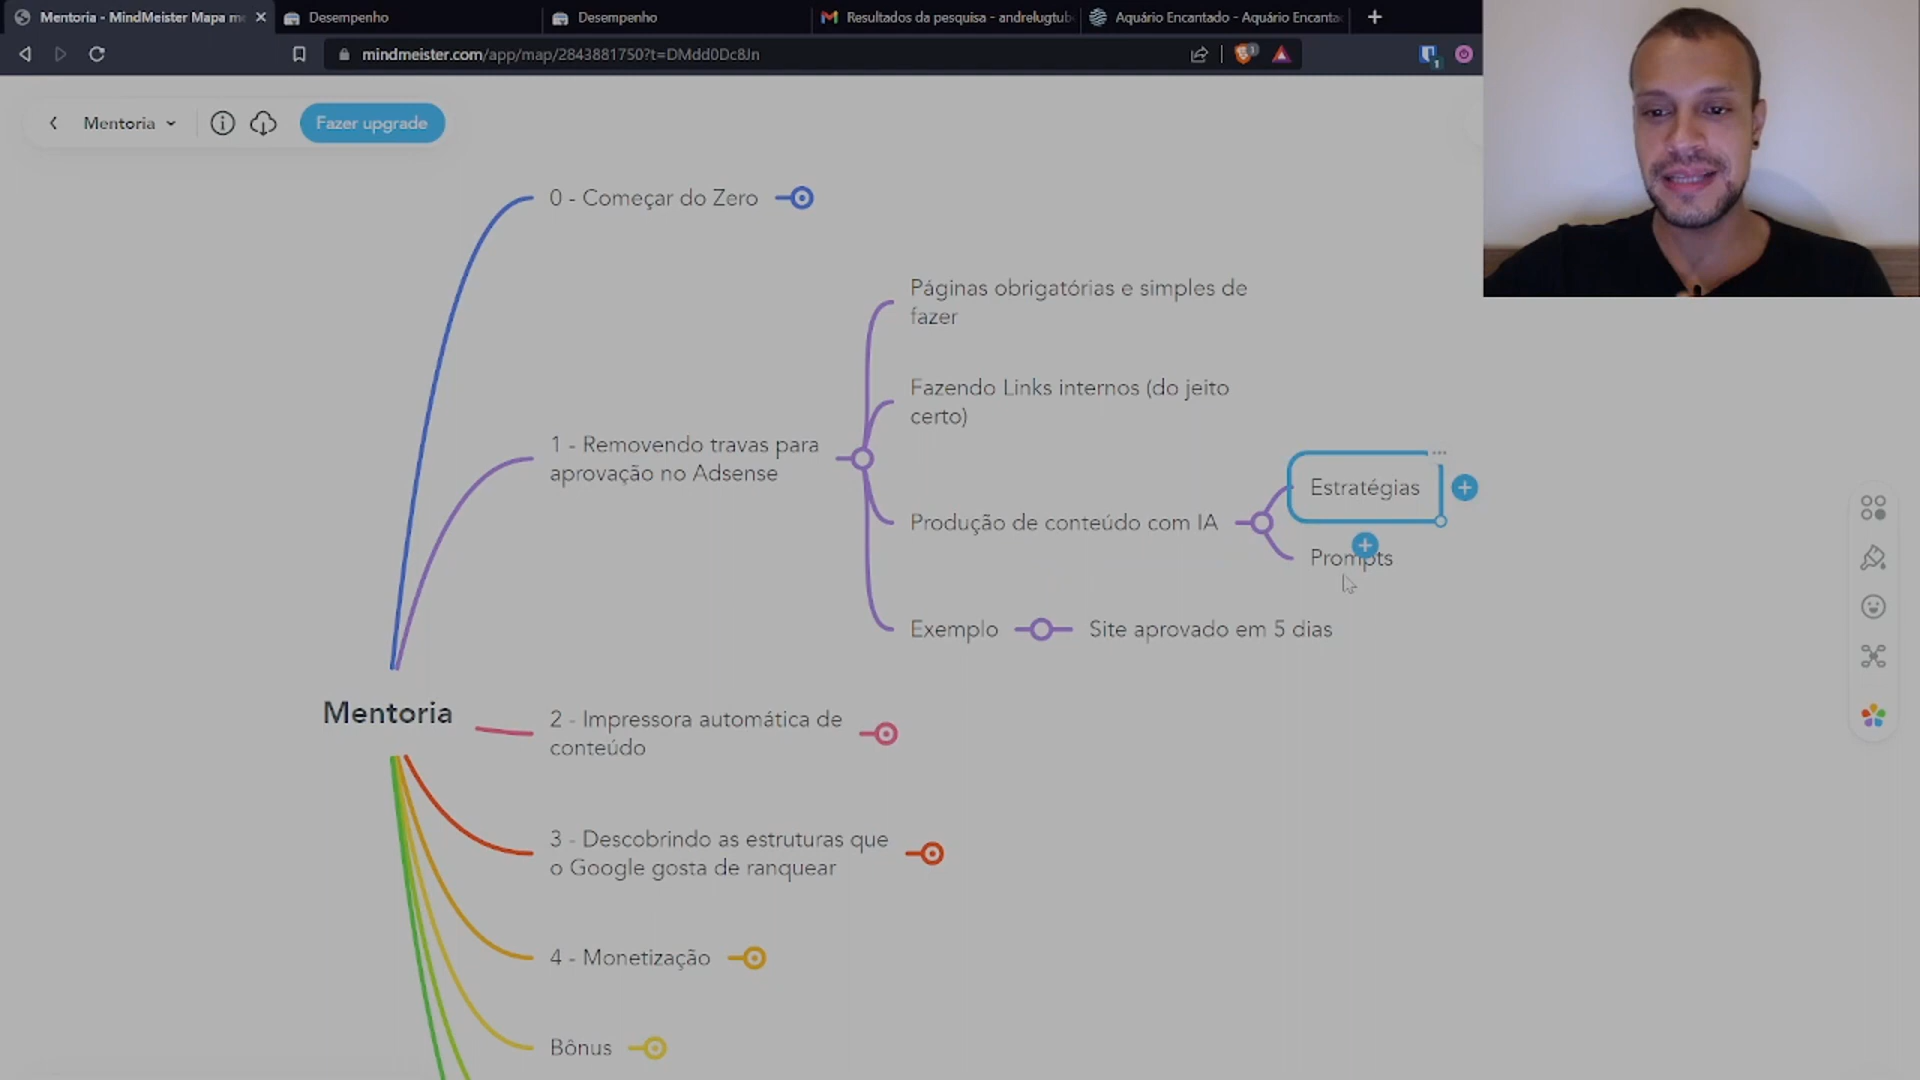 Mentoria - MindMeister Mapa m
Desempenho
Desempenho
Resultados da pesquisa - andrelugtub
Aquário Encantado - Aquário Encanta
mindmeister.com/app/map/2843881750?t=DMdd0Dc8Jn
1
1
Mentoria
Fazer upgrade
0 - Começar do Zero
Páginas obrigatórias e simples de
fazer
Fazendo Links internos (do jeito
certo)
1 - Removendo travas para
aprovação no Adsense
Estratégias
Produção de conteúdo com IA
Prompts
Exemplo
Site aprovado em 5 dias
Mentoria
2 - Impressora automática de
conteúdo
3 - Descobrindo as estruturas que
o Google gosta de ranquear
4 - Monetização
Bônus